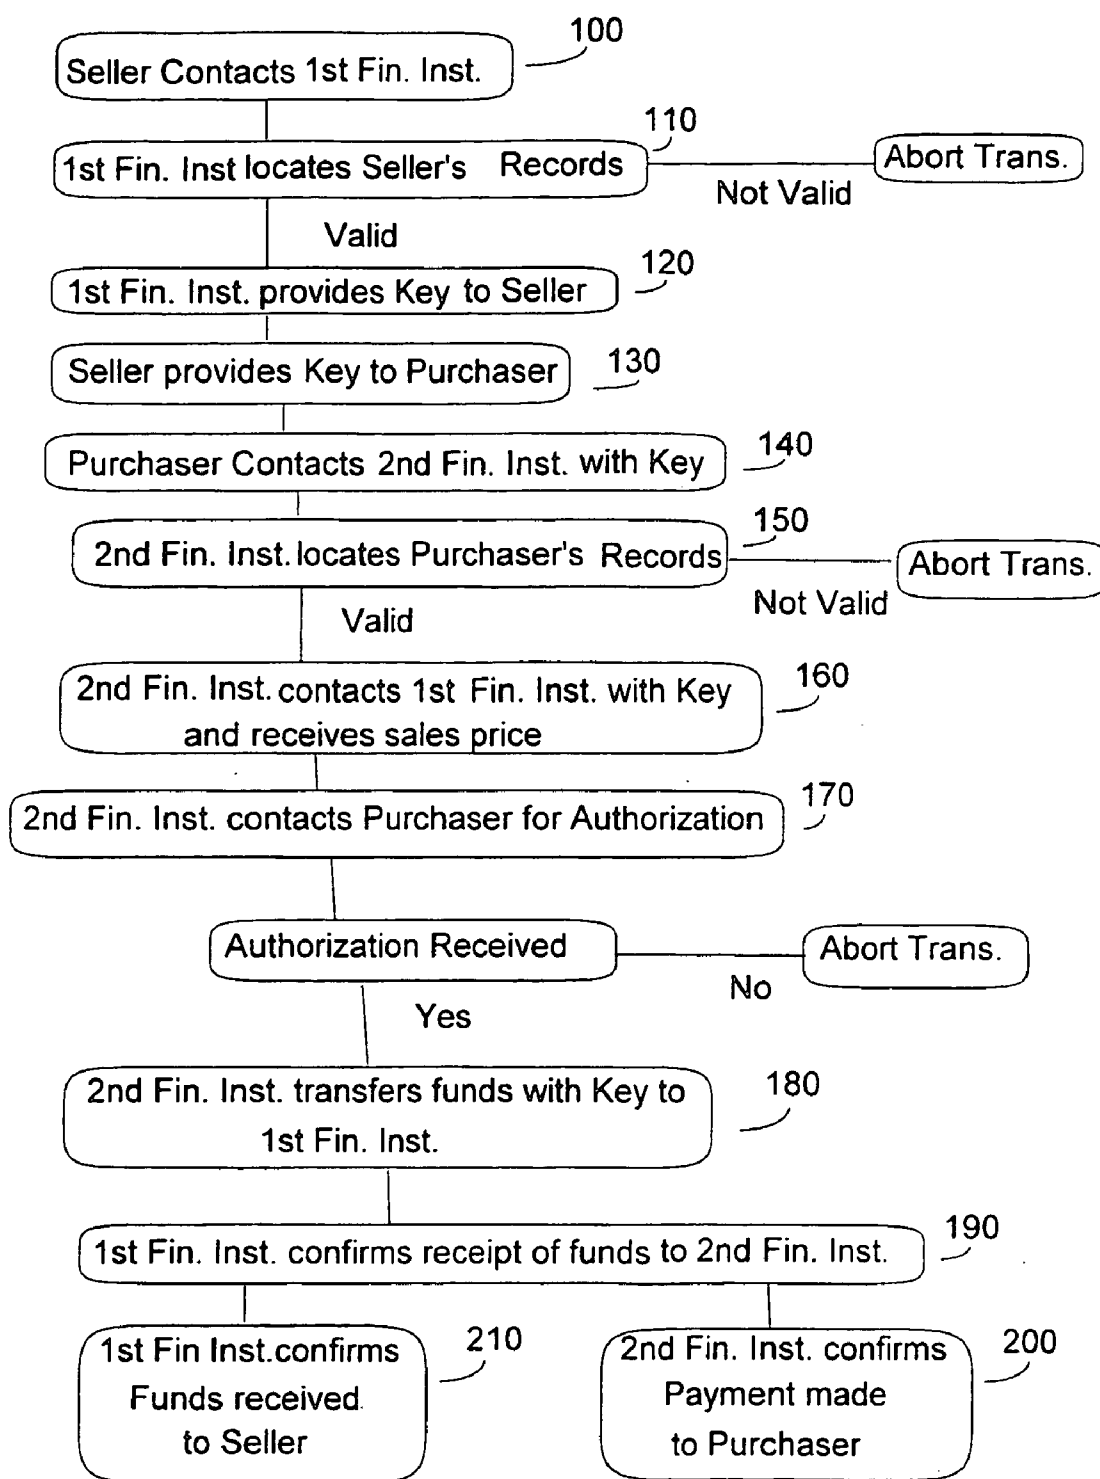 100
Seller Contacts 1st Fin. Inst.
110
1st Fin. Inst locates Seller's Records
Abort Trans.
Not Valid
Valid
120
1st Fin. Inst. provides Key to Seller
130
Seller provides Key to Purchaser
140
Purchaser Contacts 2nd Fin. Inst. with Key
150
2nd Fin. Inst. locates Purchaser's Records
Abort Trans.
Not Valid
Valid
160
2nd Fin. Inst. contacts 1st Fin. Inst. with Key
and receives sales price
170
2nd Fin. Inst. contacts Purchaser for Authorization
Authorization Received
Abort Trans.
No
Yes
2nd Fin. Inst. transfers funds with Key to
1st Fin. Inst.
180
190
1st Fin. Inst. confirms receipt of funds to 2nd Fin. Inst.
1st Fin Inst.confirms
Funds received
to Seller
210
2nd Fin. Inst. confirms
Payment made
to Purchaser
200